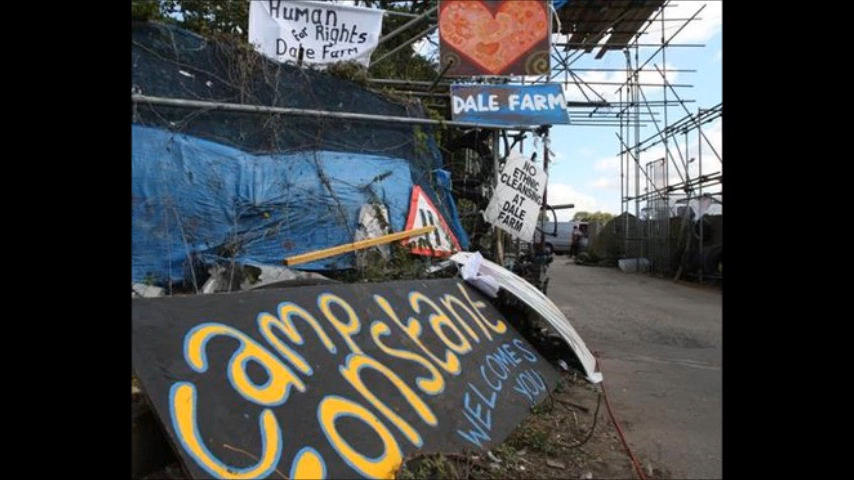 Human
For Rights
Dale Farm
DALE FARM
NO
ETHNIC
CLEANSING
AT
DALE
FARM
Camp
Constant
WELCOMES
YOU